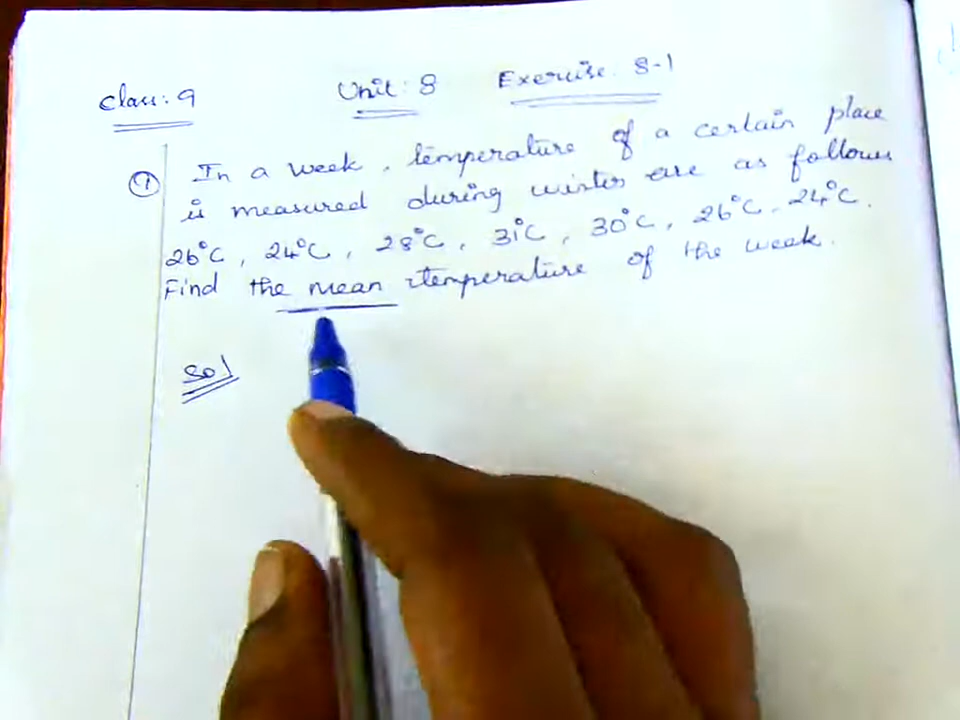 Class: 9 Unit: 8 Exercise 8-1
① In a week, temperature of a certain place
is measured during winter are as follows
26°C, 24°C, 28°C, 31°C, 30°C, 26°C, 24°C.
Find the mean temperature of the week.
Sol